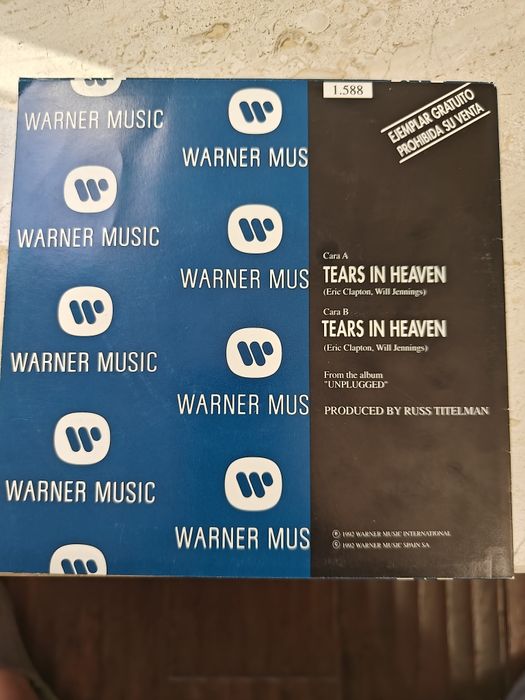 WARNER MUSIC
WARNER MUS
WARNER MUSIC
WARNER MUS
WARNER MUSIC
WARNER MUS
WARNER MUSIC
WARNER MUS
1.588
EJEMPLAR GRATUITO
PROHIBIDA SU VENTA
Cara A
TEARS IN HEAVEN
(Eric Clapton, Will Jennings)
Cara B
TEARS IN HEAVEN
(Eric Clapton, Will Jennings)
From the album
"UNPLUGGED"
PRODUCED BY RUSS TITELMAN
℗ 1992 WARNER MUSIC INTERNATIONAL
© 1992 WARNER MUSIC SPAIN SA